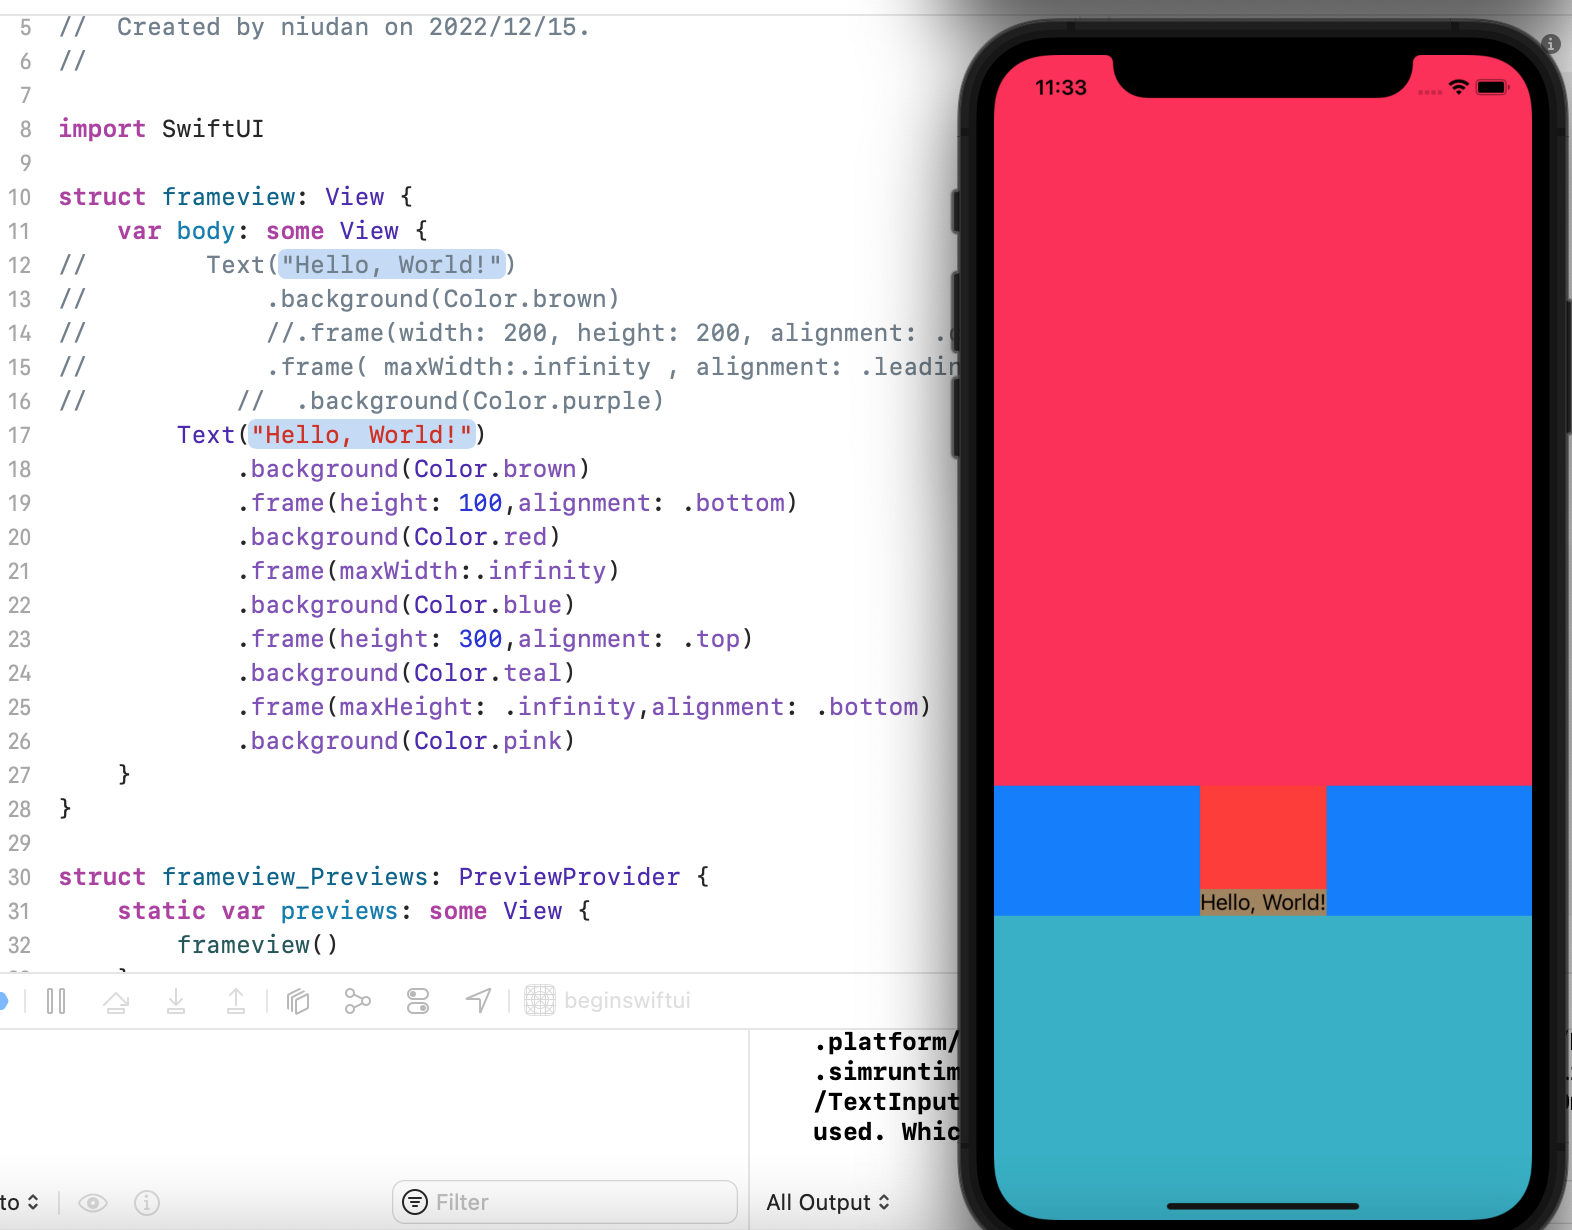 5 //  Created by niudan on 2022/12/15.
6 //
7
8 import SwiftUI
9
10 struct frameview: View {
11     var body: some View {
12 //        Text("Hello, World!")
13 //            .background(Color.brown)
14 //            //.frame(width: 200, height: 200, alignment: .
15 //            .frame( maxWidth:.infinity , alignment: .leadin
16 //          //  .background(Color.purple)
17         Text("Hello, World!")
18             .background(Color.brown)
19             .frame(height: 100,alignment: .bottom)
20             .background(Color.red)
21             .frame(maxWidth:.infinity)
22             .background(Color.blue)
23             .frame(height: 300,alignment: .top)
24             .background(Color.teal)
25             .frame(maxHeight: .infinity,alignment: .bottom)
26             .background(Color.pink)
27     }
28 }
29
30 struct frameview_Previews: PreviewProvider {
31     static var previews: some View {
32         frameview()
beginswiftui
.platform/
.simruntim
/TextInput
used. Whic
to
Filter
All Output
11:33
Hello, World!